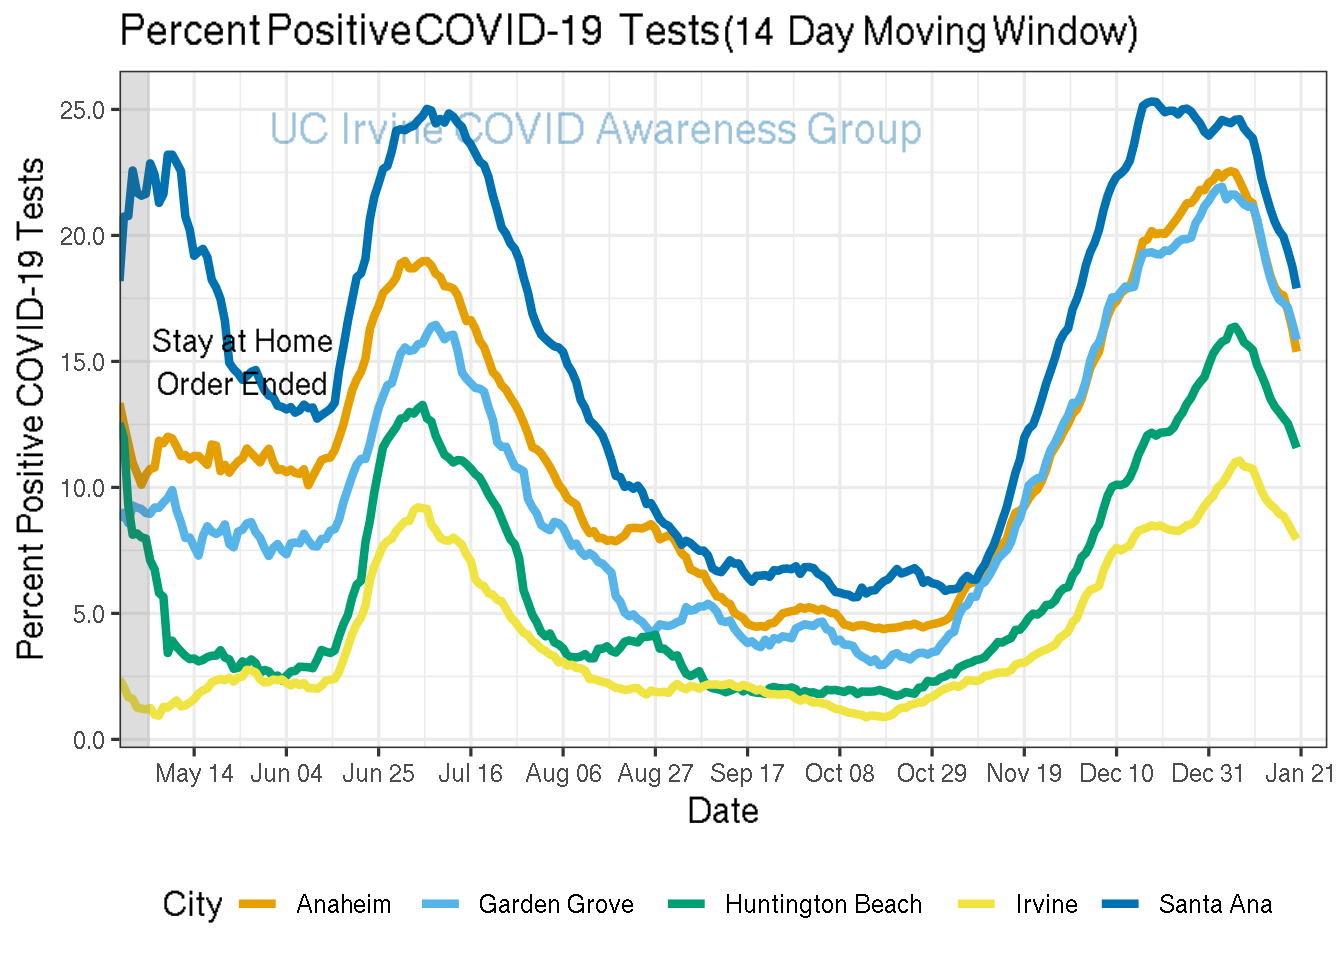 Percent Positive COVID-19 Tests (14 Day Moving Window)
UC Irvine COVID Awareness Group
Percent Positive COVID-19 Tests
25.0
20.0
15.0
10.0
5.0
0.0
Stay at Home
Order Ended
May 14 Jun 04 Jun 25 Jul 16 Aug 06 Aug 27 Sep 17 Oct 08 Oct 29 Nov 19 Dec 10 Dec 31 Jan 21
Date
City Anaheim Garden Grove Huntington Beach Irvine Santa Ana